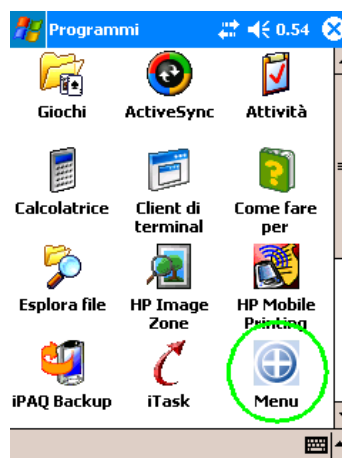 Programmi 0.54
Giochi ActiveSync Attività
Calcolatrice Client di Come fare
terminal per
Esplora file HP Image HP Mobile
Zone Printing
iPAQ Backup iTask Menu